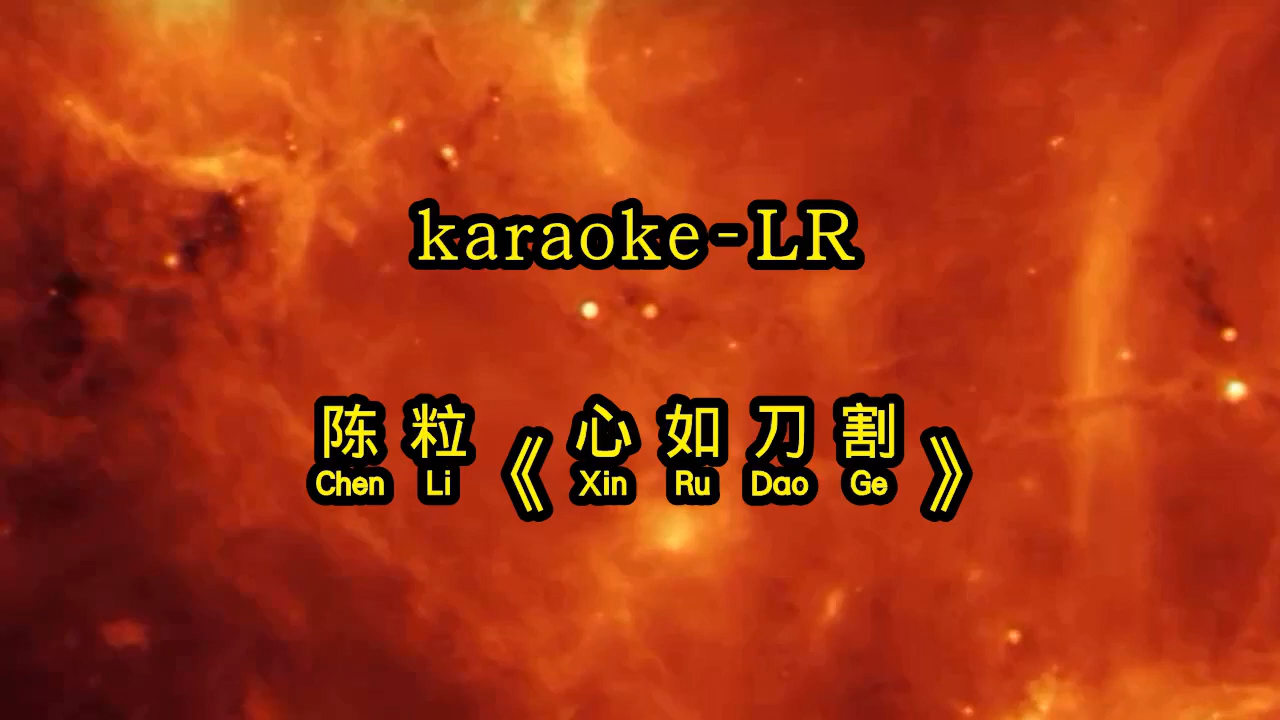 karaoke-LR
陈粒《心如刀割》
Chen Li Xin Ru Dao Ge